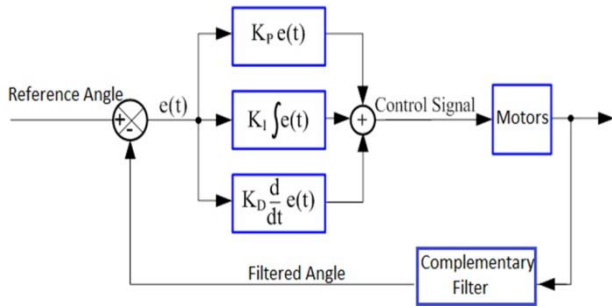 K_P e(t)
Reference Angle
e(t)
+
-
K_I ∫e(t)
+
Control Signal
Motors
K_D d/dt e(t)
Filtered Angle
Complementary
Filter